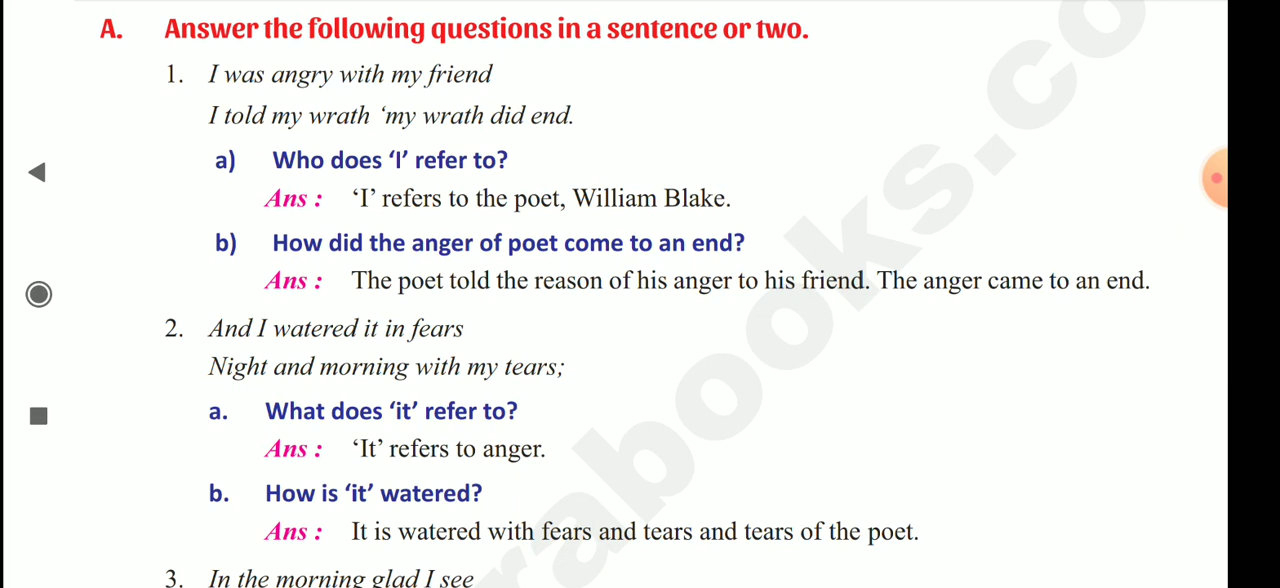 A. Answer the following questions in a sentence or two.
1. I was angry with my friend
I told my wrath ‘my wrath did end.
a) Who does ‘I’ refer to?
Ans : ‘I’ refers to the poet, William Blake.
b) How did the anger of poet come to an end?
Ans : The poet told the reason of his anger to his friend. The anger came to an end.
2. And I watered it in fears
Night and morning with my tears;
a. What does ‘it’ refer to?
Ans : ‘It’ refers to anger.
b. How is ‘it’ watered?
Ans : It is watered with fears and tears and tears of the poet.
3. In the morning glad I see